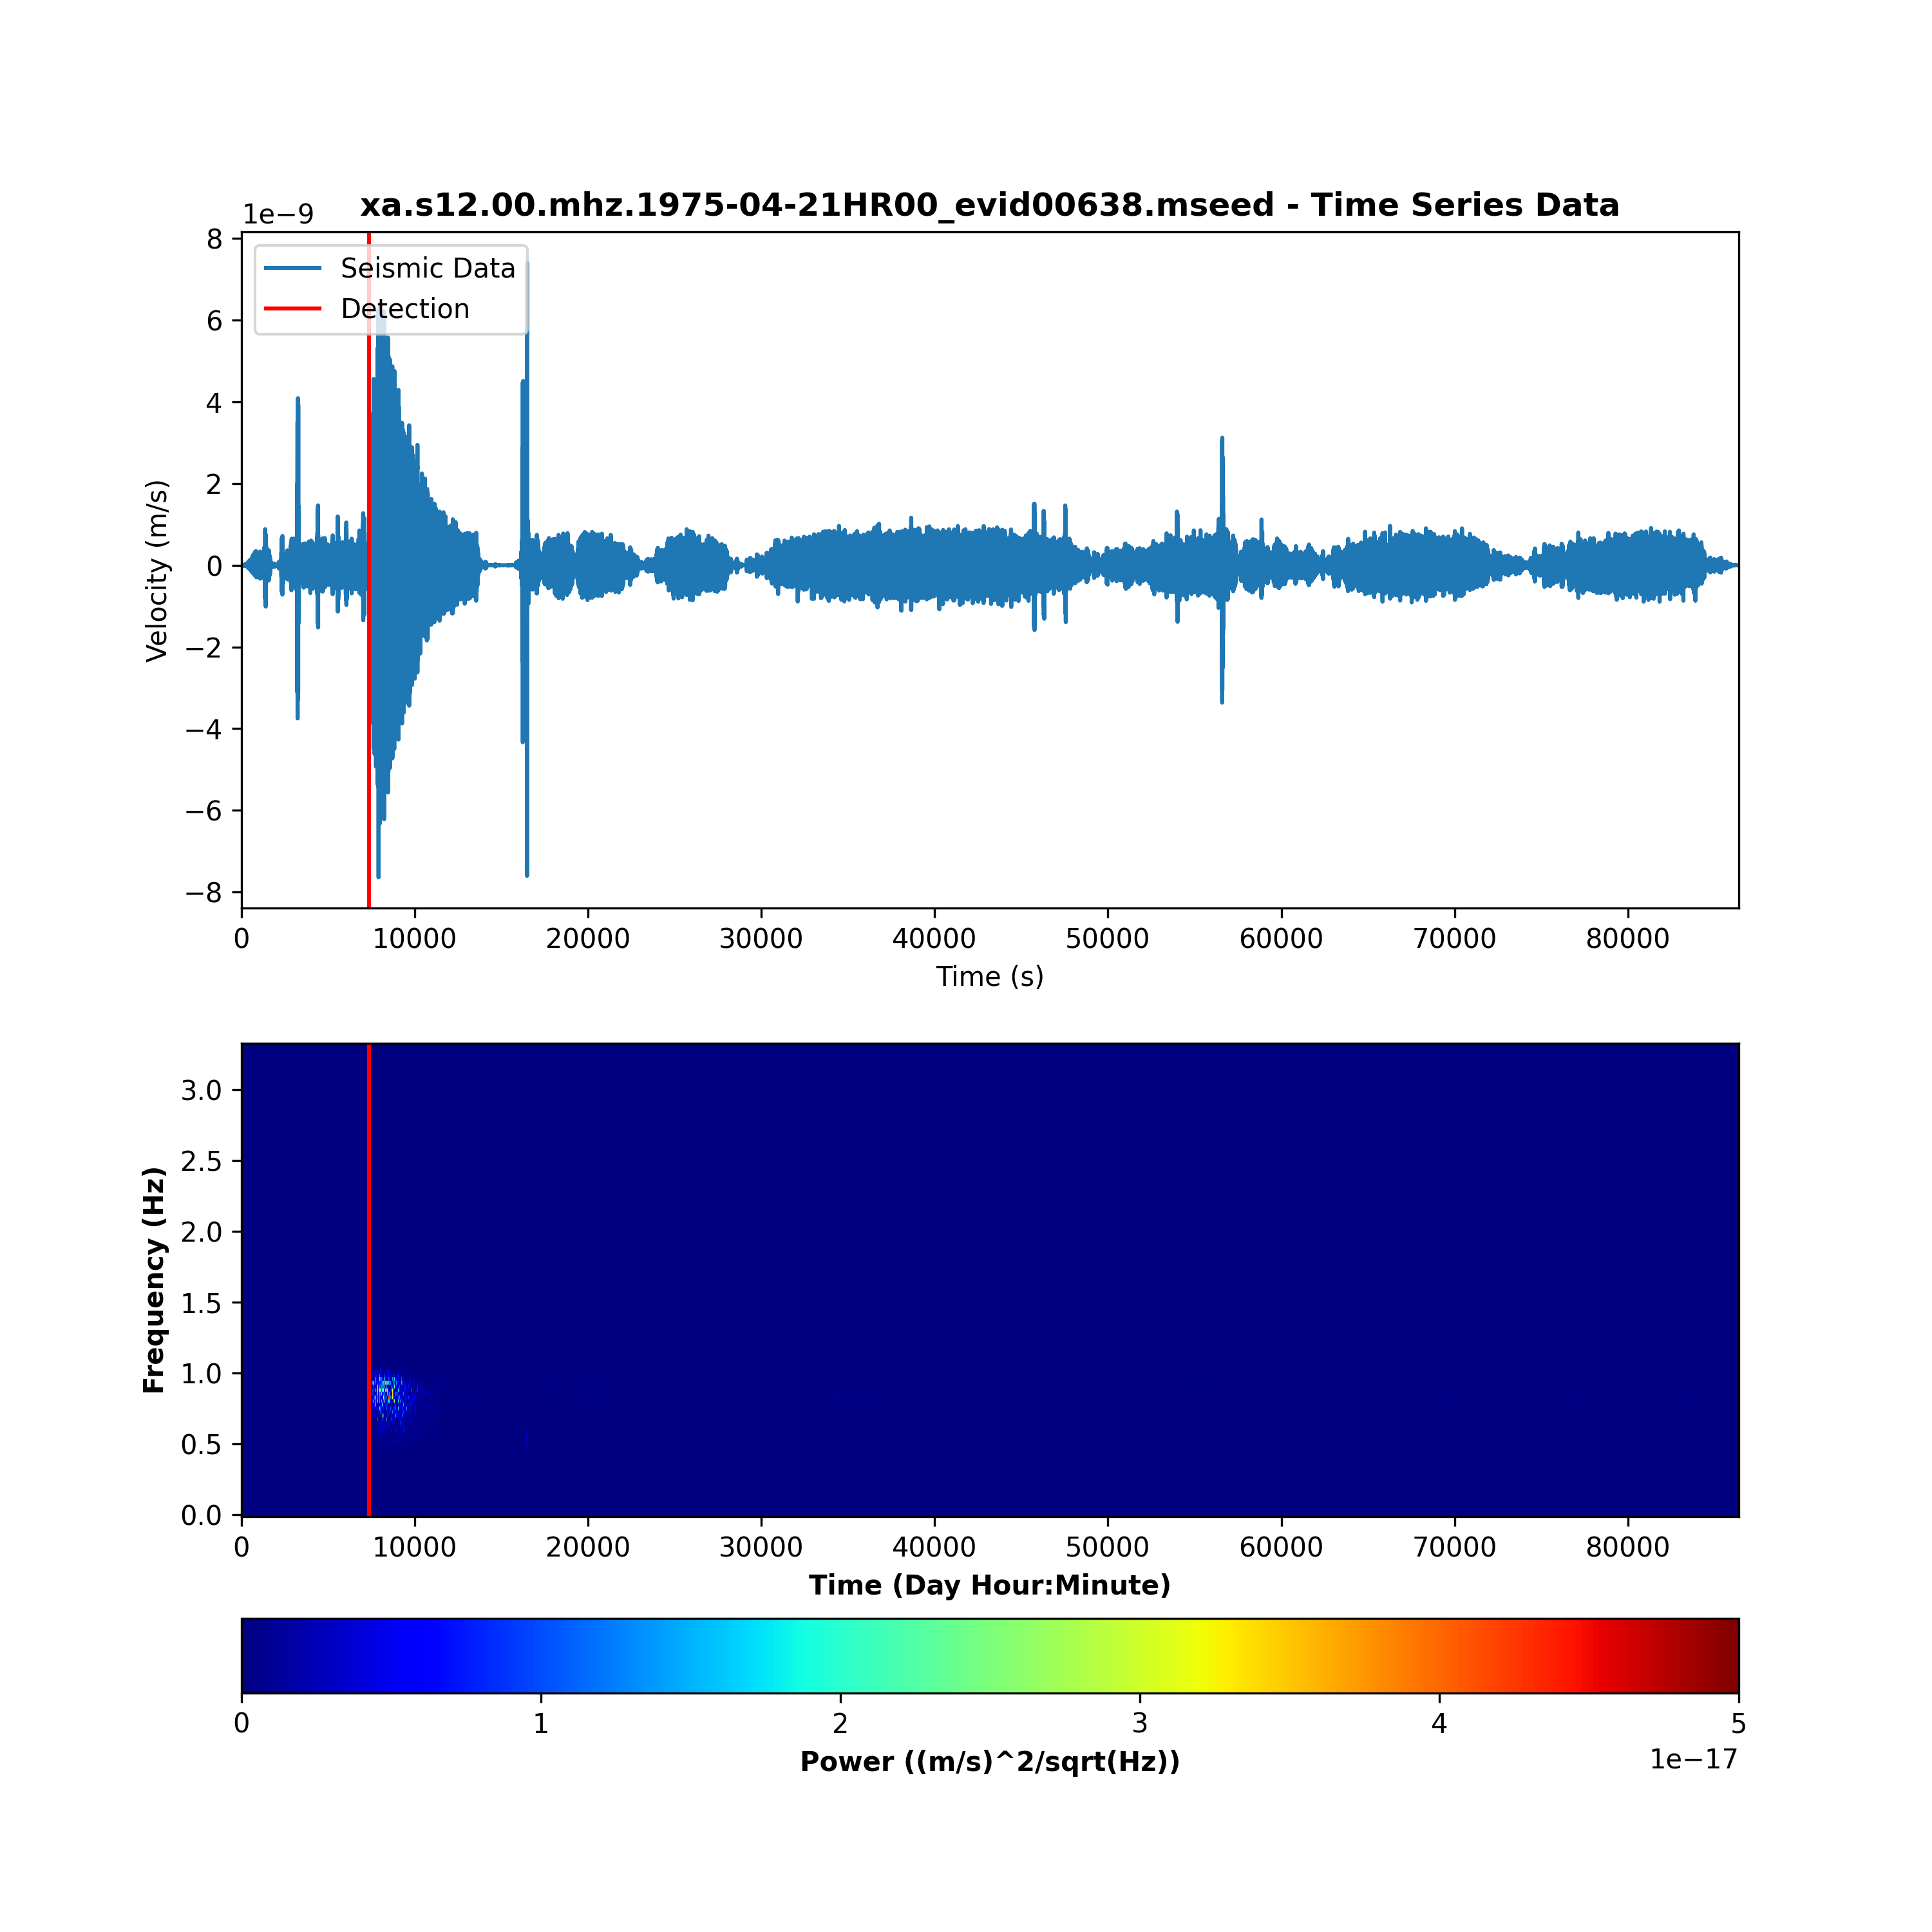 xa.s12.00.mhz.1975-04-21HR00_evid00638.mseed - Time Series Data
1e−9
Seismic Data
Detection
8
6
4
2
0
−2
−4
−6
−8
Velocity (m/s)
0 10000 20000 30000 40000 50000 60000 70000 80000
Time (s)
3.0
2.5
2.0
1.5
1.0
0.5
0.0
Frequency (Hz)
0 10000 20000 30000 40000 50000 60000 70000 80000
Time (Day Hour:Minute)
0 1 2 3 4 5
Power ((m/s)^2/sqrt(Hz))
1e−17